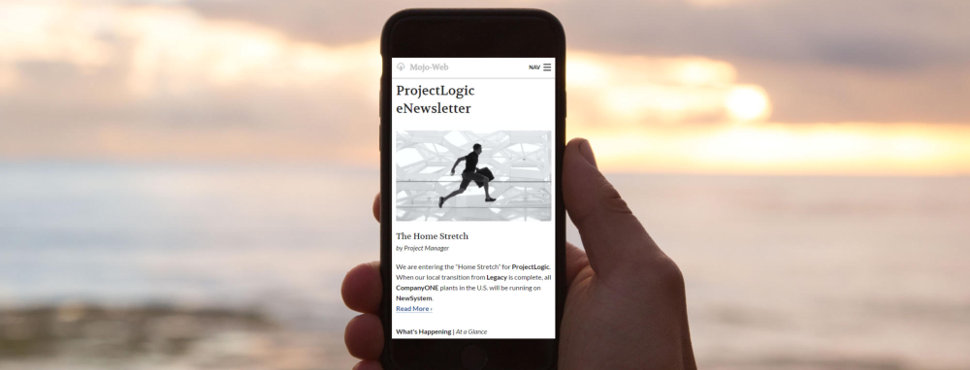 Mojo-Web NAV
ProjectLogic
eNewsletter
The Home Stretch
by Project Manager
We are entering the "Home Stretch" for ProjectLogic.
When our local transition from Legacy is complete, all
CompanyONE plants in the U.S. will be running on
NewSystem.
Read More ›
What's Happening | At a Glance